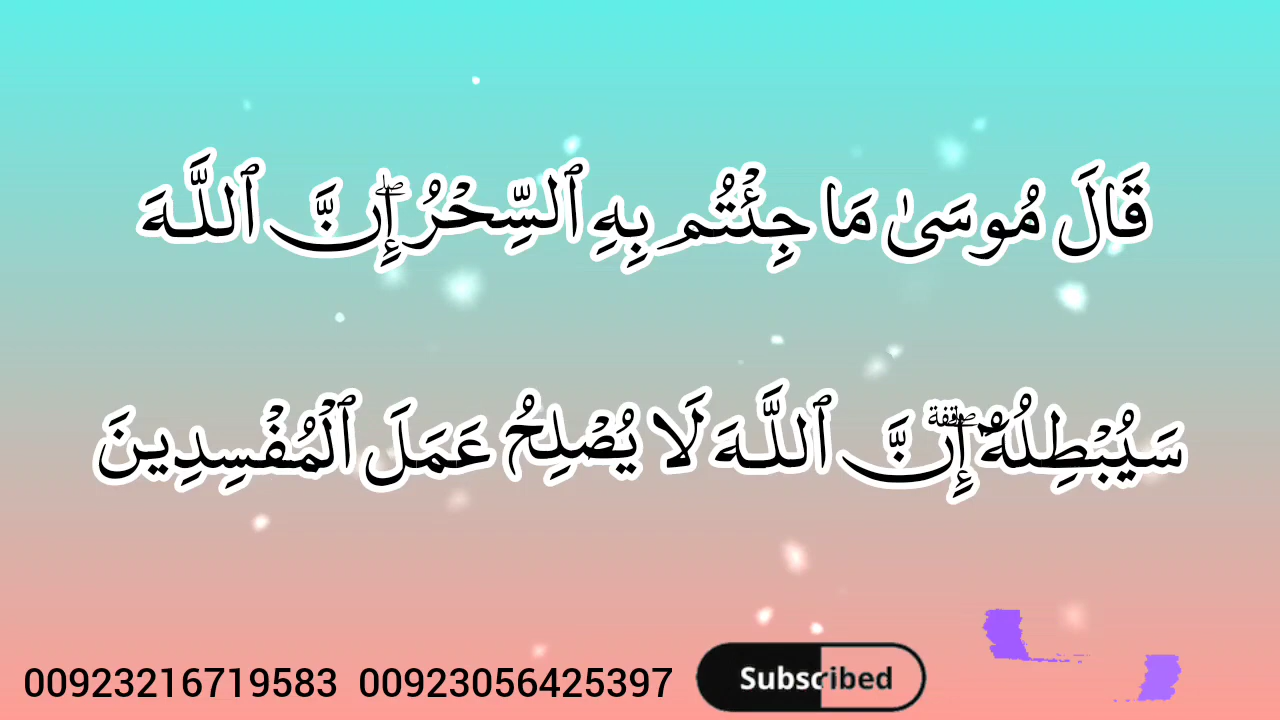 قَالَ مُوسَىٰ مَا جِئْتُم بِهِ ٱلسِّحْرُ ۖ إِنَّ ٱللَّهَ
سَيُبْطِلُهُۥٓ ۖ إِنَّ ٱللَّهَ لَا يُصْلِحُ عَمَلَ ٱلْمُفْسِدِينَ
00923216719583 00923056425397 Subscribed